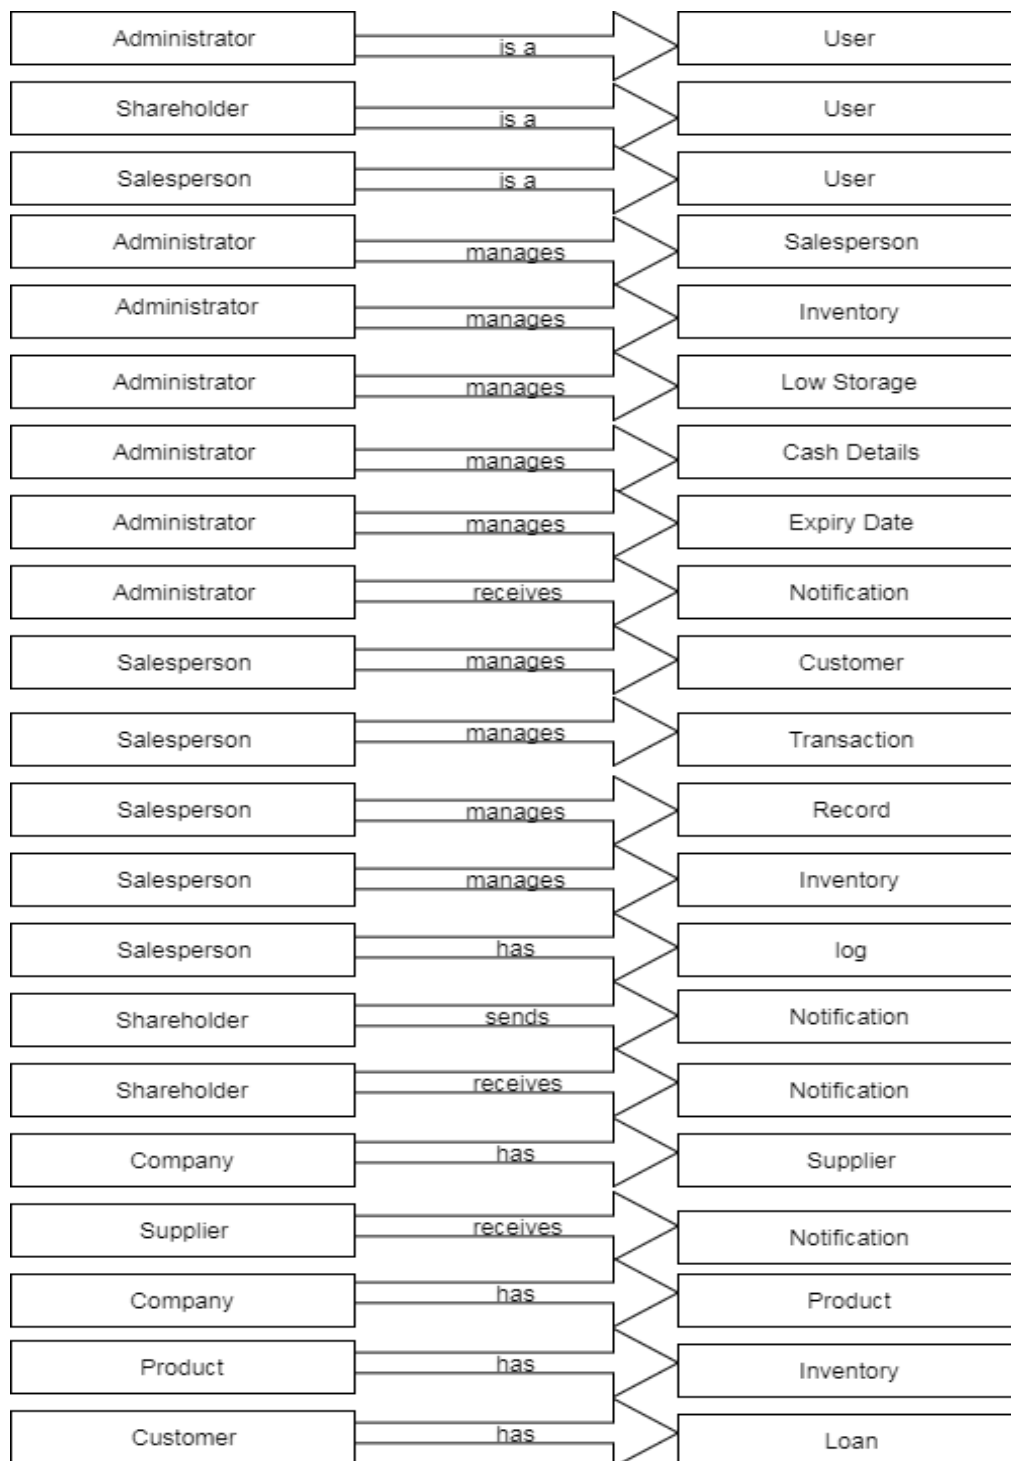 Administrator is a User
Shareholder is a User
Salesperson is a User
Administrator manages Salesperson
Administrator manages Inventory
Administrator manages Low Storage
Administrator manages Cash Details
Administrator manages Expiry Date
Administrator receives Notification
Salesperson manages Customer
Salesperson manages Transaction
Salesperson manages Record
Salesperson manages Inventory
Salesperson has log
Shareholder sends Notification
Shareholder receives Notification
Company has Supplier
Supplier receives Notification
Company has Product
Product has Inventory
Customer has Loan